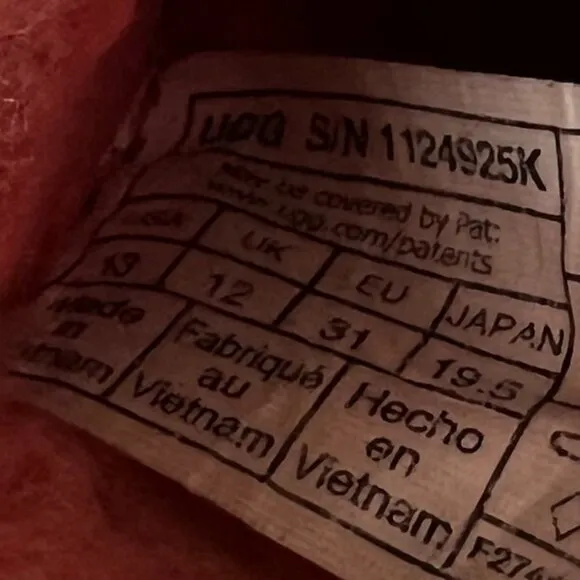 UGG S/N 1124925K
May be covered by Pat:
www.ugg.com/patents
USA UK EU JAPAN
13 12 31 19.5
Made in Vietnam
Fabriqué au Vietnam
Hecho en Vietnam